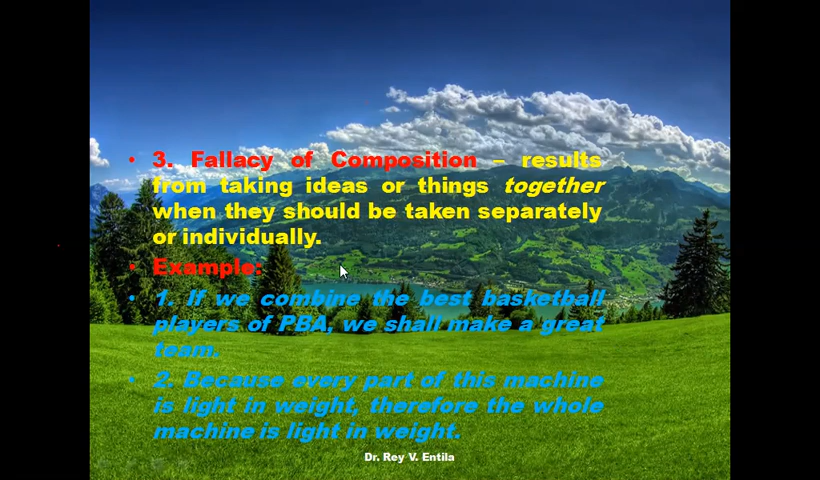 • 3. Fallacy of Composition – results
from taking ideas or things together
when they should be taken separately
or individually.
• Example:
• 1. If we combine the best basketball
players of PBA, we shall make a great
team.
• 2. Because every part of this machine
is light in weight, therefore the whole
machine is light in weight.
Dr. Rey V. Entila